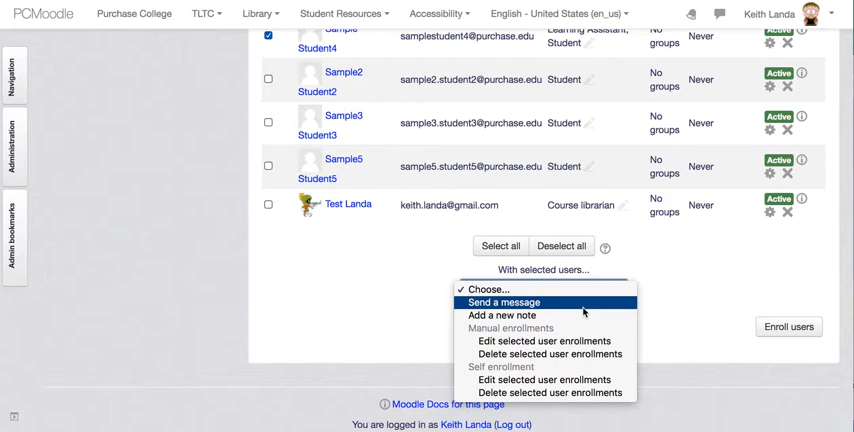 PCMoodle Purchase College TLTC Library Student Resources Accessibility English - United States (en_us) Keith Landa
Navigation
Administration
Admin bookmarks
Sample
Student4
samplestudent4@purchase.edu
Learning Assistant,
Student
No
groups
Never
Active
Sample2
Student2
sample2.student2@purchase.edu
Student
No
groups
Never
Active
Sample3
Student3
sample3.student3@purchase.edu
Student
No
groups
Never
Active
Sample5
Student5
sample5.student5@purchase.edu
Student
No
groups
Never
Active
Test Landa
keith.landa@gmail.com
Course librarian
No
groups
Never
Active
Select all Deselect all
With selected users...
✓ Choose...
Send a message
Add a new note
Manual enrollments
Edit selected user enrollments
Delete selected user enrollments
Self enrollment
Edit selected user enrollments
Delete selected user enrollments
Enroll users
Moodle Docs for this page
You are logged in as Keith Landa (Log out)